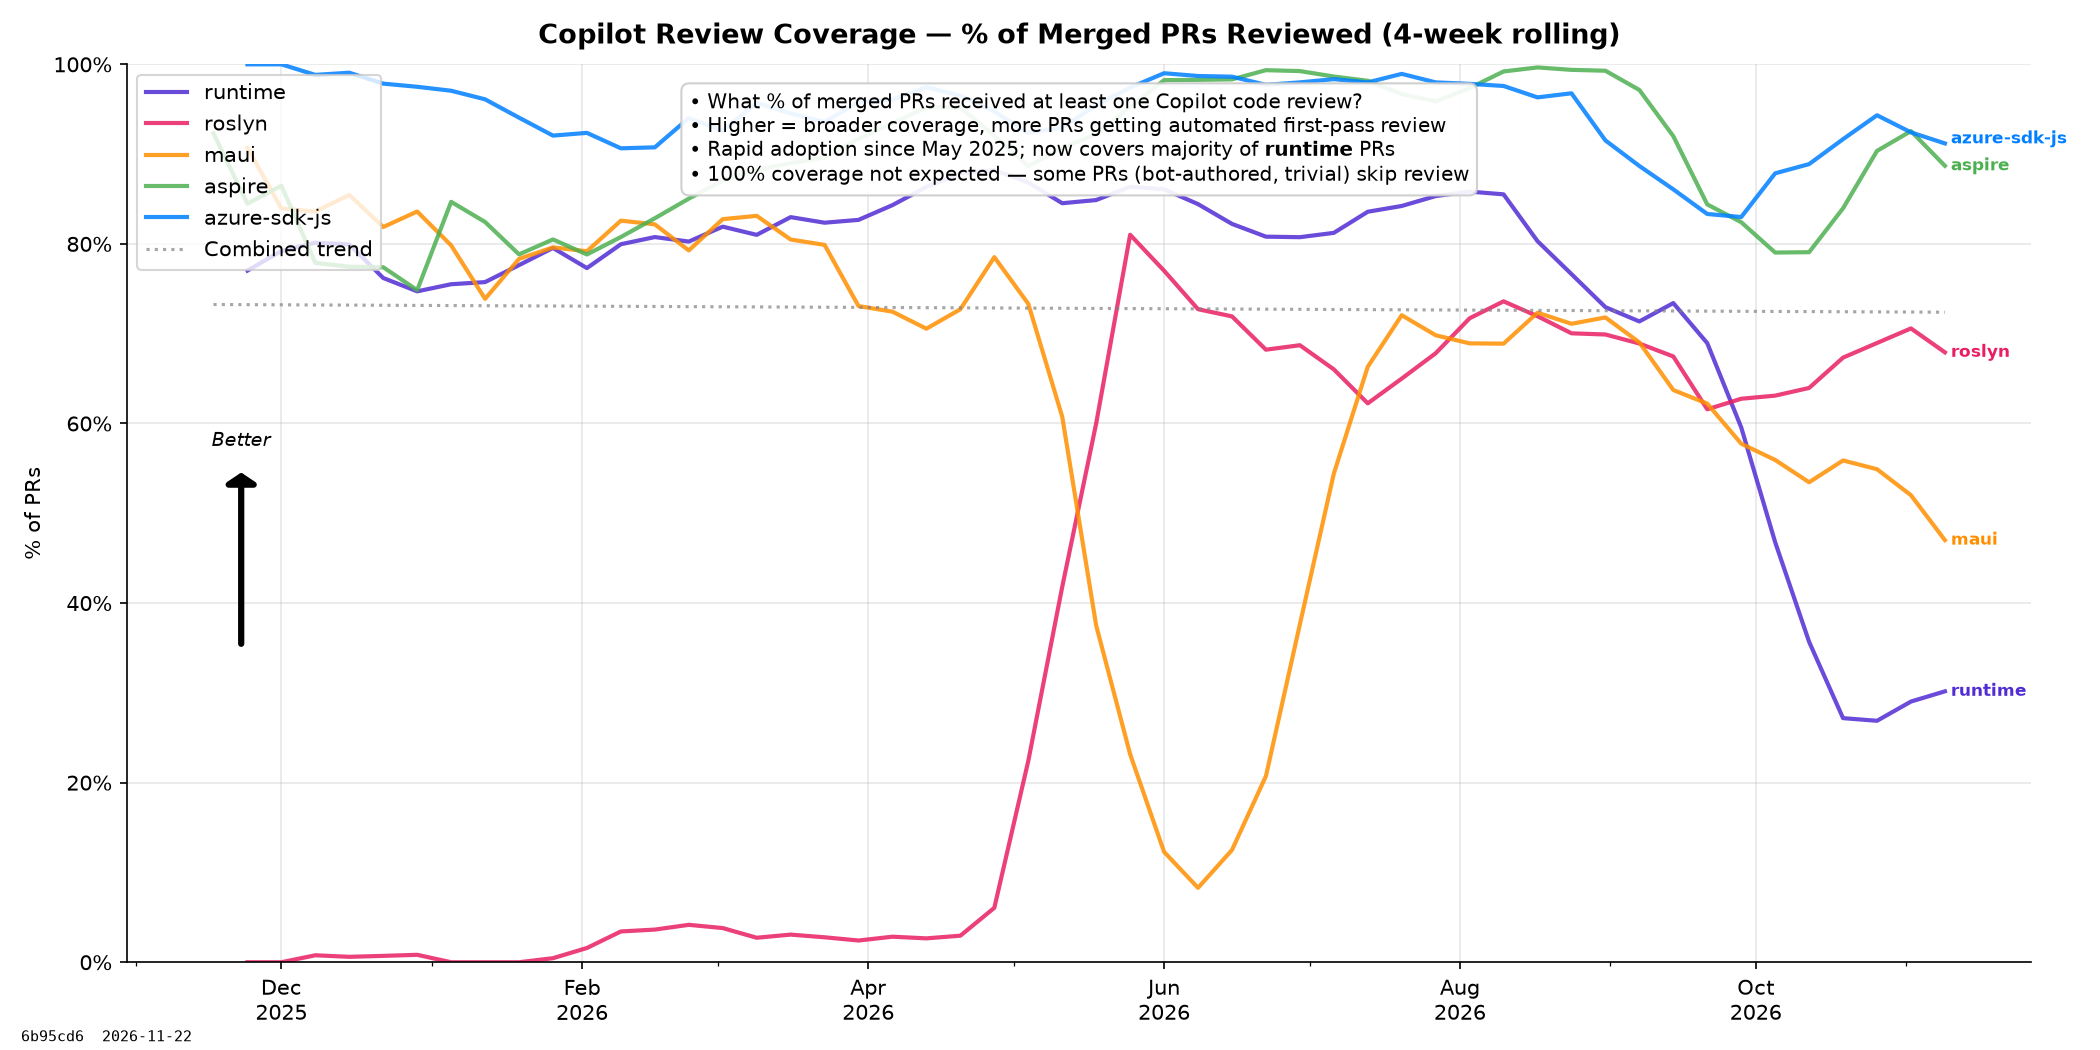 Copilot Review Coverage — % of Merged PRs Reviewed (4-week rolling)
100%
80%
60%
40%
20%
0%
% of PRs
runtime
roslyn
maui
aspire
azure-sdk-js
Combined trend
• What % of merged PRs received at least one Copilot code review?
• Higher = broader coverage, more PRs getting automated first-pass review
• Rapid adoption since May 2025; now covers majority of runtime PRs
• 100% coverage not expected — some PRs (bot-authored, trivial) skip review
Better
azure-sdk-js
aspire
roslyn
maui
runtime
Dec
2025
Feb
2026
Apr
2026
Jun
2026
Aug
2026
Oct
2026
6b95cd6  2026-11-22